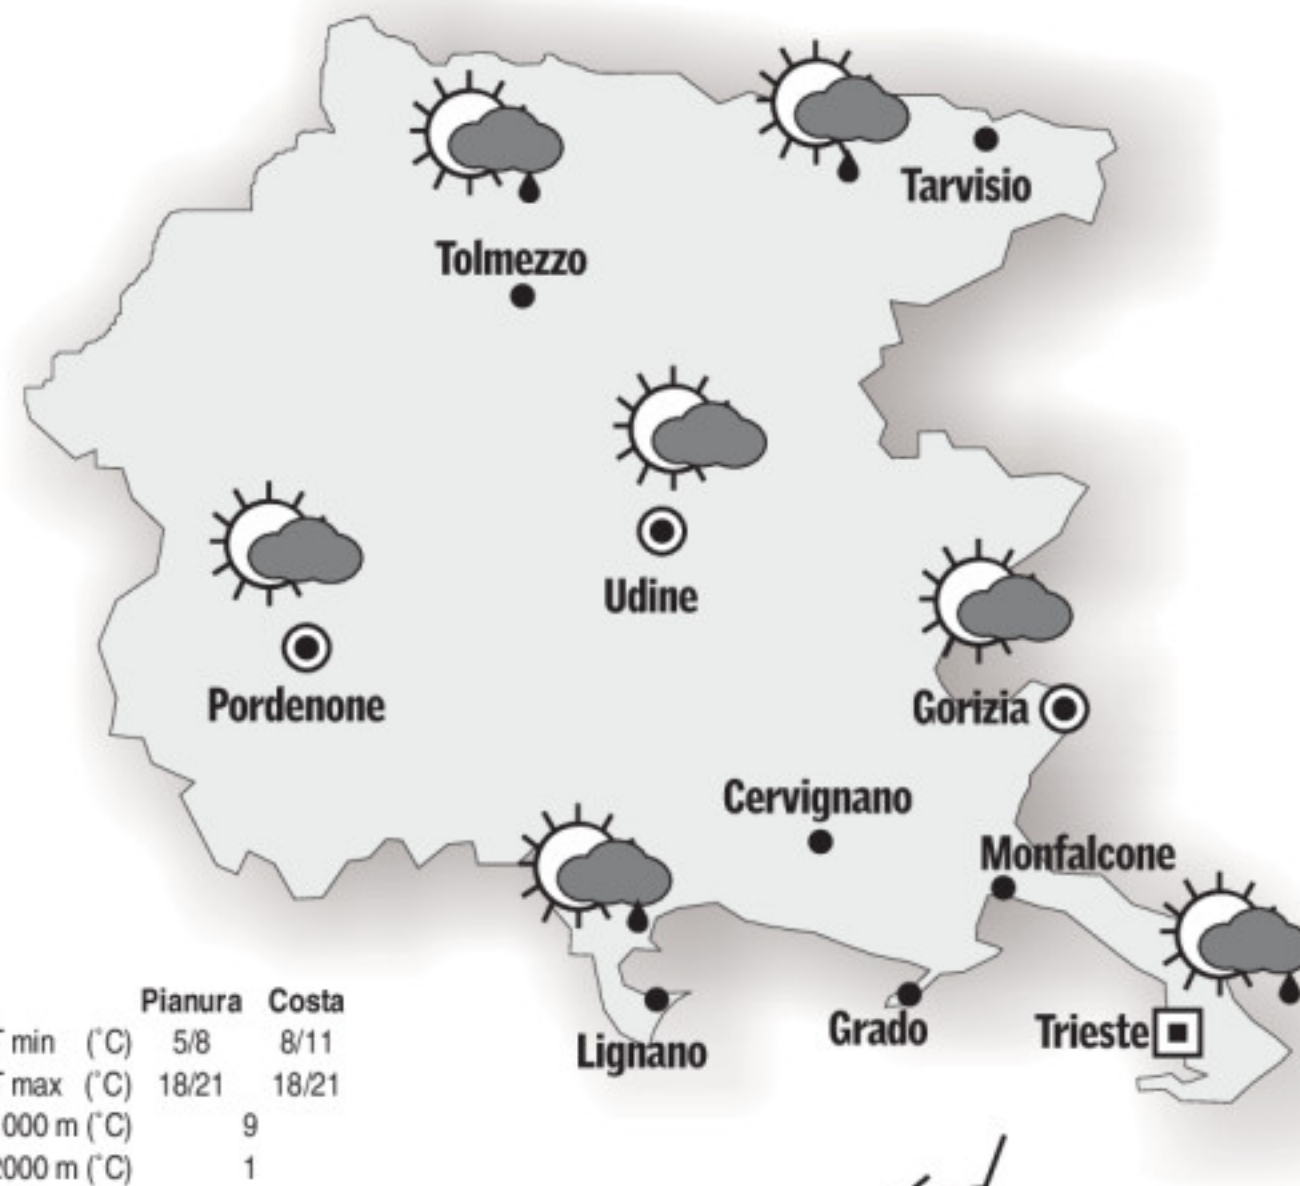 Tarvisio
Tolmezzo
Udine
Pordenone
Gorizia
Cervignano
Monfalcone
Grado
Trieste
Lignano
Pianura Costa
min (°C) 5/8 8/11
max (°C) 18/21 18/21
000 m (°C) 9
2000 m (°C) 1